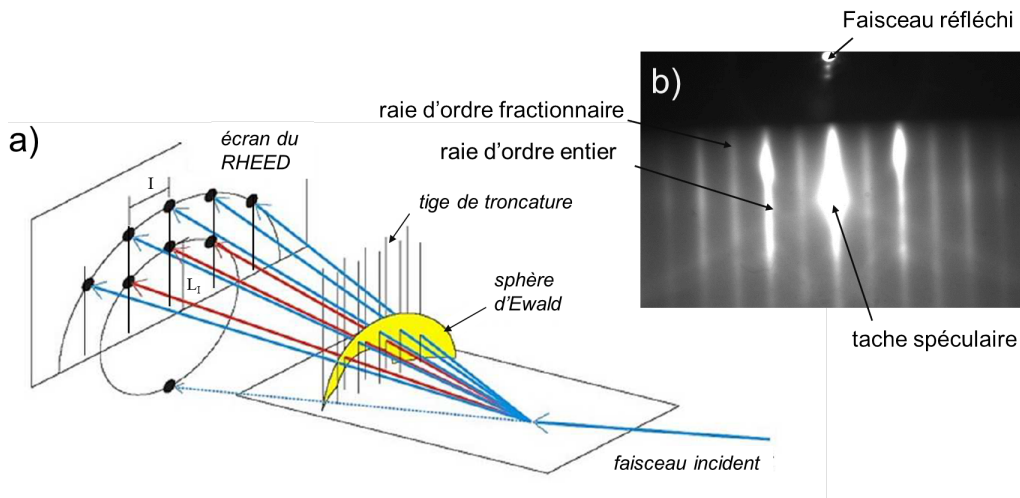 Faisceau réfléchi
b)
raie d'ordre fractionnaire
a)
écran du
RHEED
raie d'ordre entier
I
tige de troncature
sphère
d'Ewald
L_I
tache spéculaire
faisceau incident